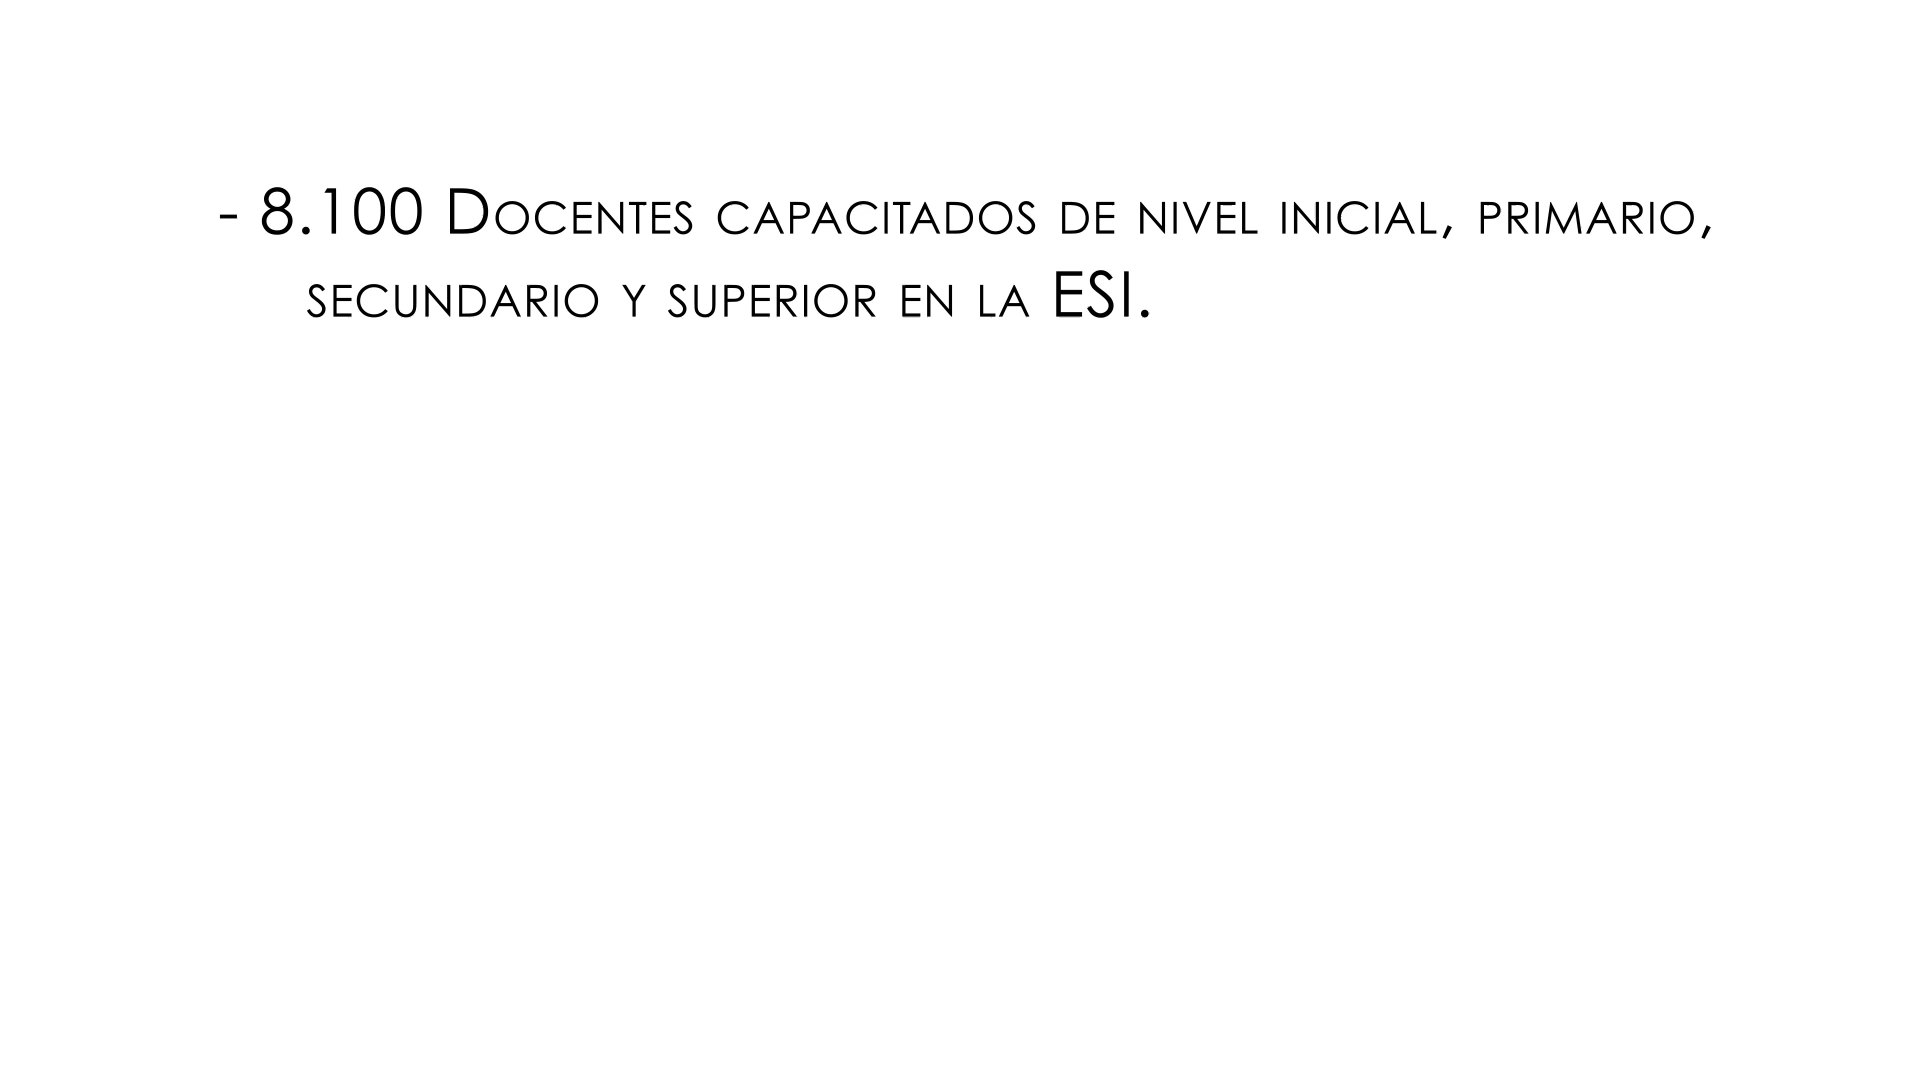 - 8.100 Docentes capacitados de nivel inicial, primario,
secundario y superior en la ESI.